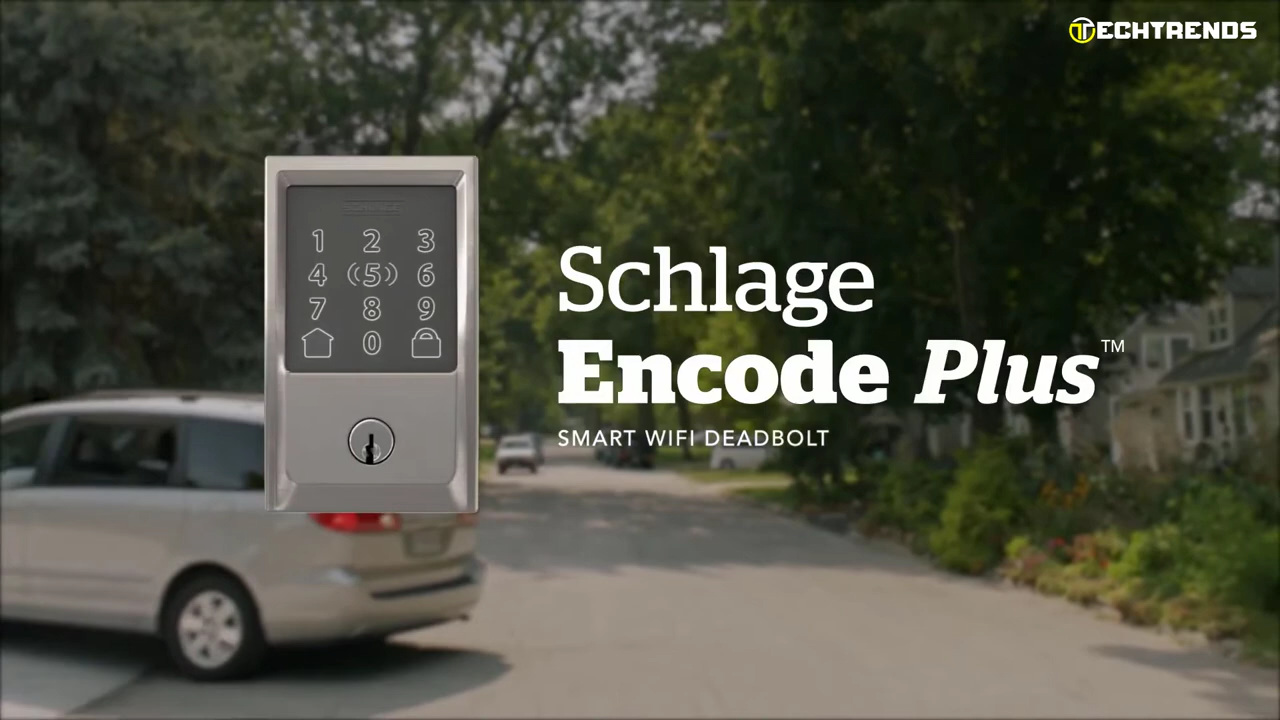 TECHTRENDS
1 2 3
4 ((5)) 6
7 8 9
0
Schlage
Encode Plus™
SMART WIFI DEADBOLT